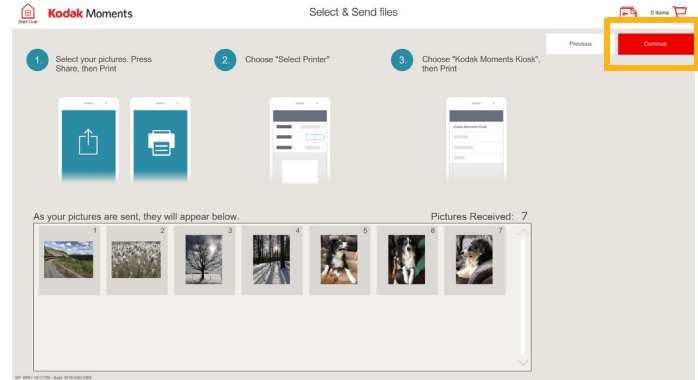 Start Over
Kodak Moments
Select & Send files
0 items
Previous
Continue
1.
Select your pictures. Press
Share, then Print
2.
Choose "Select Printer"
3.
Choose "Kodak Moments Kiosk",
then Print
Kodak Moments Kiosk
As your pictures are sent, they will appear below.
Pictures Received: 7
1
2
3
4
5
6
7